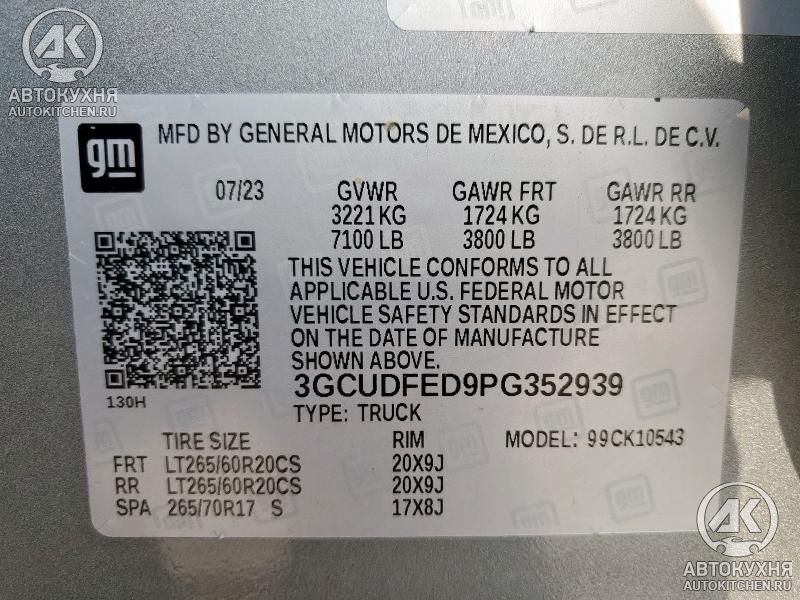 АВТОКУХНЯ
AUTOKITCHEN.RU
gm
MFD BY GENERAL MOTORS DE MEXICO, S. DE R.L. DE C.V.
07/23 GVWR GAWR FRT GAWR RR
3221 KG 1724 KG 1724 KG
7100 LB 3800 LB 3800 LB
THIS VEHICLE CONFORMS TO ALL
APPLICABLE U.S. FEDERAL MOTOR
VEHICLE SAFETY STANDARDS IN EFFECT
ON THE DATE OF MANUFACTURE
SHOWN ABOVE.
3GCUDFED9PG352939
130H
TYPE: TRUCK
TIRE SIZE RIM MODEL: 99CK10543
FRT LT265/60R20CS 20X9J
RR LT265/60R20CS 20X9J
SPA 265/70R17 S 17X8J
АВТОКУХНЯ
AUTOKITCHEN.RU